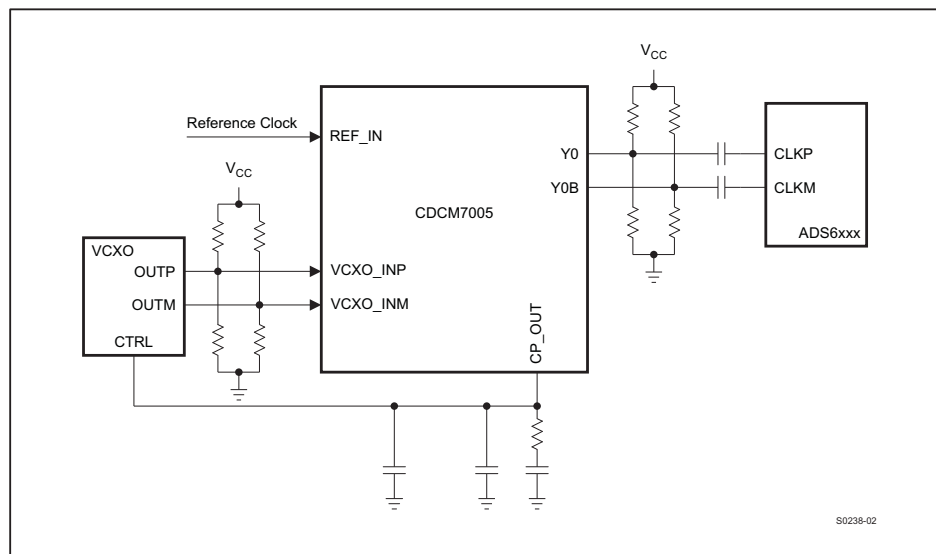 V_CC
Reference Clock
REF_IN
Y0
CLKP
V_CC
Y0B
CLKM
CDCM7005
ADS6xxx
VCXO
OUTP
VCXO_INP
OUTM
VCXO_INM
CTRL
CP_OUT
S0238-02